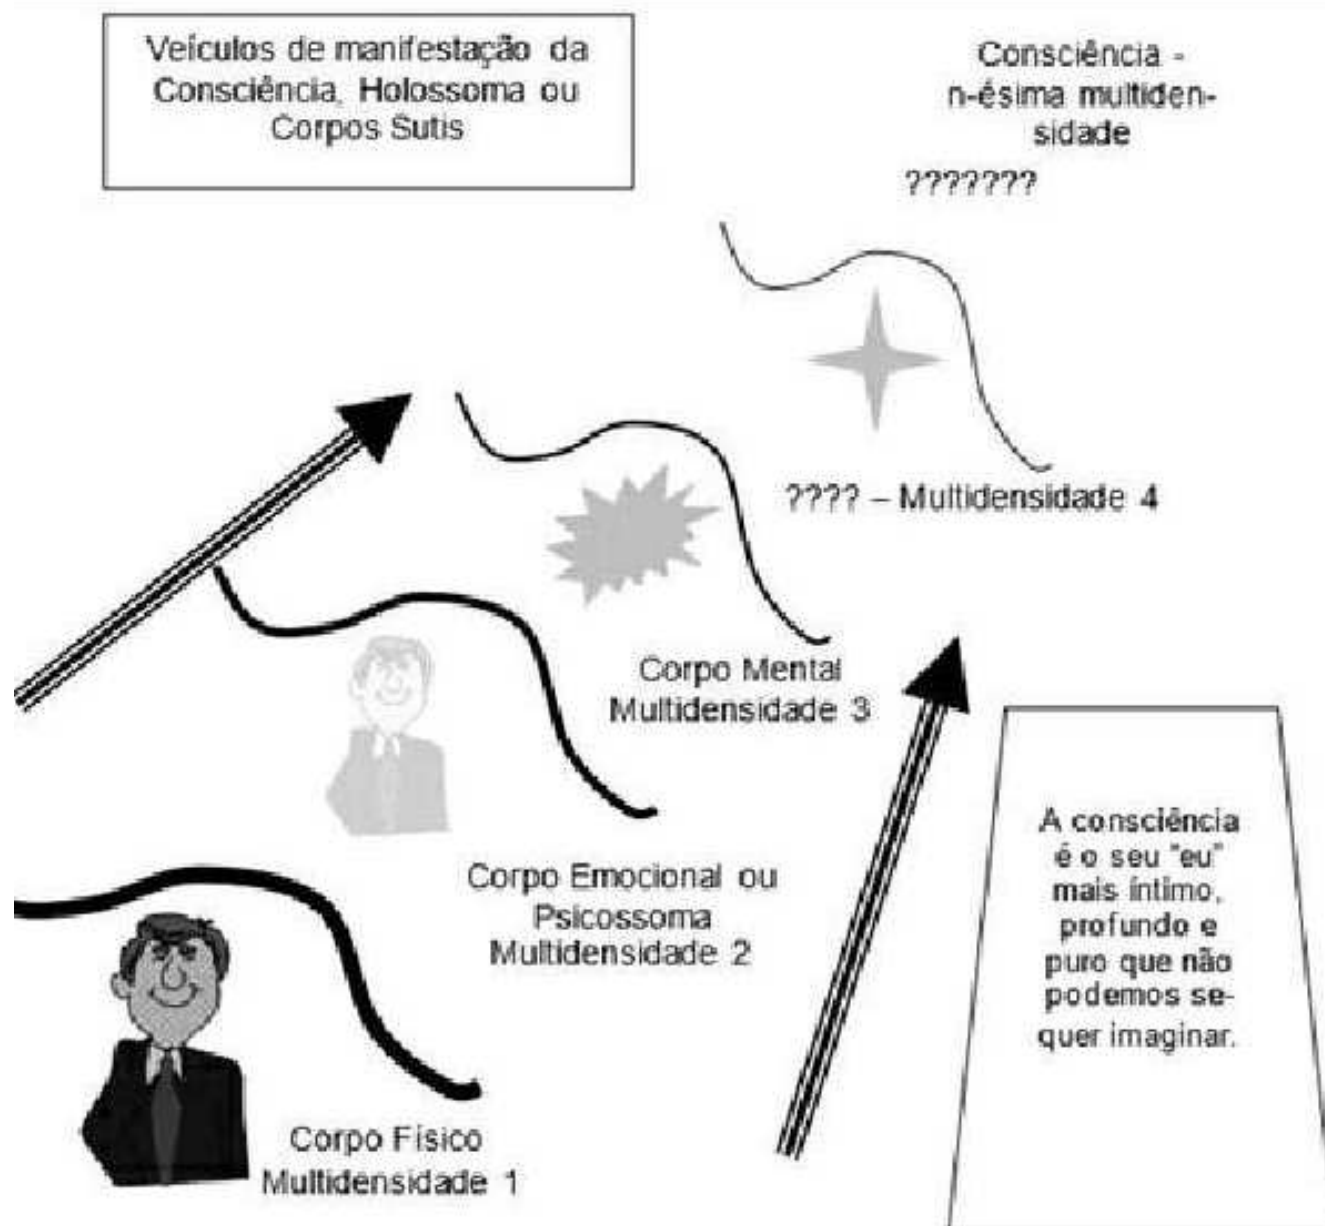 Veículos de manifestação da
Consciência, Holossoma ou
Corpos Sutis
Consciência -
n-ésima multiden-
sidade
???????
???? – Multidensidade 4
Corpo Mental
Multidensidade 3
Corpo Emocional ou
Psicossoma
Multidensidade 2
Corpo Físico
Multidensidade 1
A consciência
é o seu "eu"
mais íntimo,
profundo e
puro que não
podemos se-
quer imaginar.